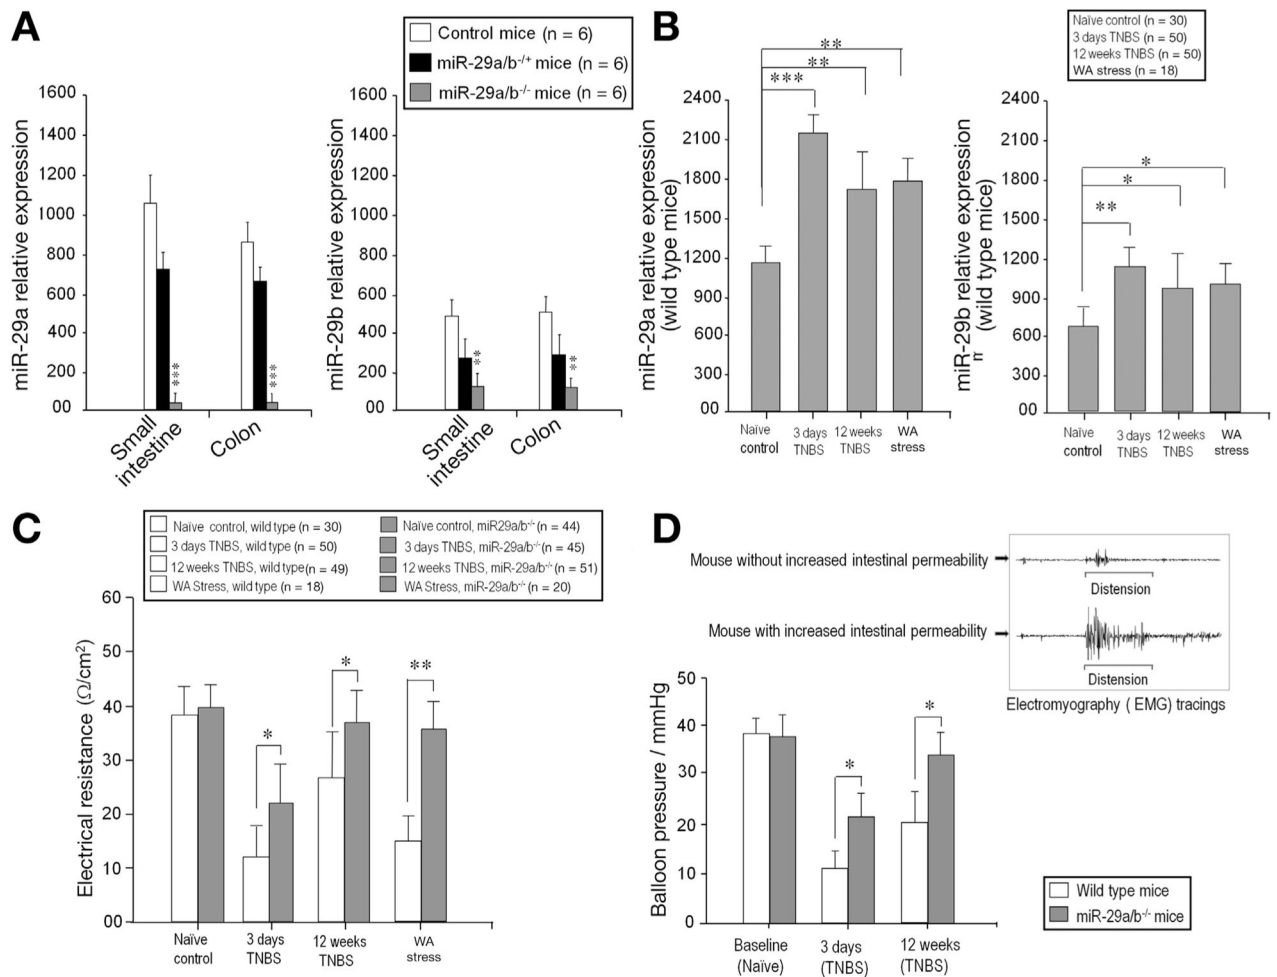 A
Control mice (n = 6)
miR-29a/b-/+ mice (n = 6)
miR-29a/b-/- mice (n = 6)
miR-29a relative expression
1600
1400
1200
1000
800
600
400
200
00
***
***
Small
intestine
Colon
miR-29b relative expression
1600
1400
1200
1000
800
600
400
200
00
**
**
Small
intestine
Colon
B
Naïve control (n = 30)
3 days TNBS (n = 50)
12 weeks TNBS (n = 50)
WA stress (n = 18)
miR-29a relative expression
(wild type mice)
2400
2100
1800
1500
1200
900
600
300
00
**
**
***
Naïve
control
3 days
TNBS
12 weeks
TNBS
WA
stress
miR-29b relative expression
(wild type mice)
2400
2100
1800
1500
1200
900
600
300
00
*
*
**
Naïve
control
3 days
TNBS
12 weeks
TNBS
WA
stress
C
Naïve control, wild type (n = 30)
3 days TNBS, wild type (n = 50)
12 weeks TNBS, wild type (n = 49)
WA Stress, wild type (n = 18)
Naïve control, miR29a/b-/- (n = 44)
3 days TNBS, miR-29a/b-/- (n = 45)
12 weeks TNBS, miR-29a/b-/- (n = 51)
WA Stress, miR-29a/b-/- (n = 20)
Electrical resistance (Ω/cm2)
60
50
40
30
20
10
00
*
*
**
Naïve
control
3 days
TNBS
12 weeks
TNBS
WA
stress
D
Mouse without increased intestinal permeability
Distension
Mouse with increased intestinal permeability
Distension
Electromyography ( EMG) tracings
Balloon pressure / mmHg
50
40
30
20
10
0
*
*
Baseline
(Naïve)
3 days
(TNBS)
12 weeks
(TNBS)
Wild type mice
miR-29a/b-/- mice